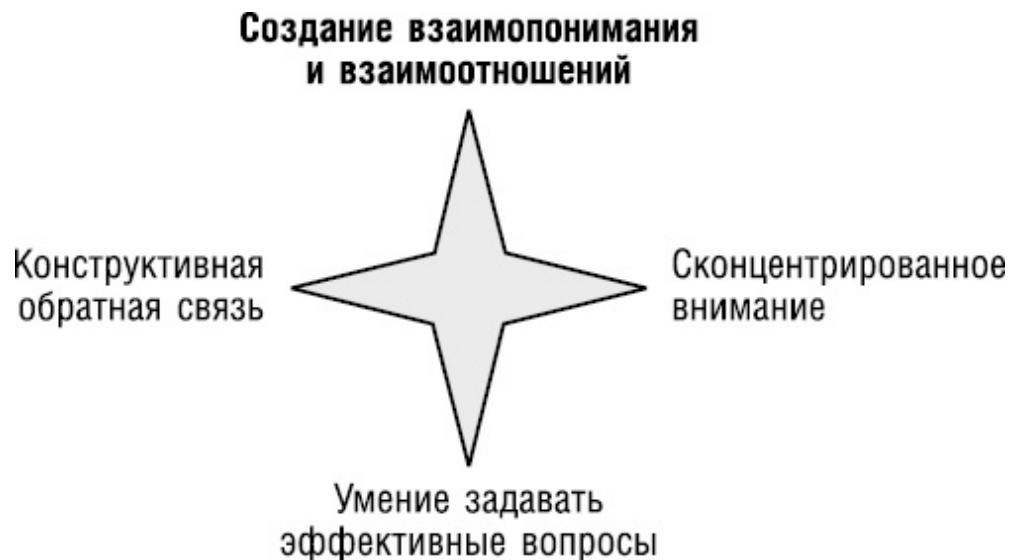 Создание взаимопонимания
и взаимоотношений
Конструктивная
обратная связь
Сконцентрированное
внимание
Умение задавать
эффективные вопросы